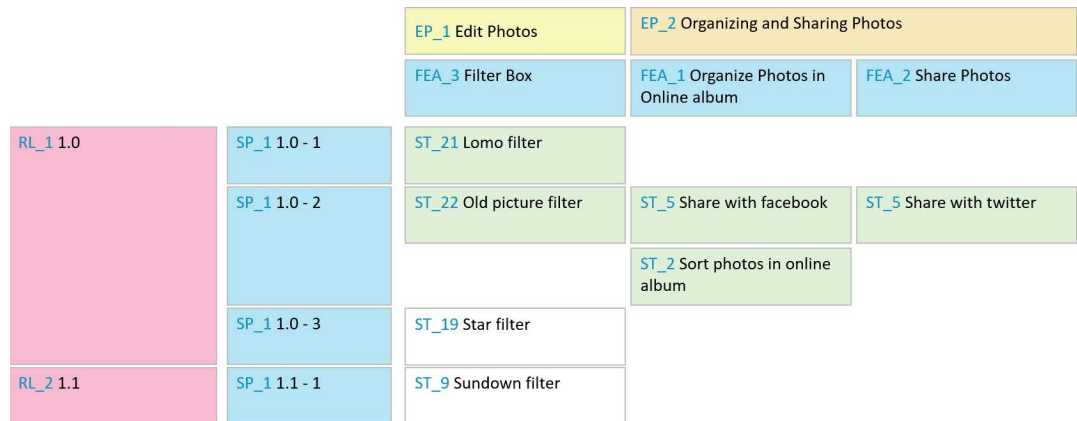 EP_1 Edit Photos
EP_2 Organizing and Sharing Photos
FEA_3 Filter Box
FEA_1 Organize Photos in
Online album
FEA_2 Share Photos
RL_1 1.0
SP_1 1.0 - 1
ST_21 Lomo filter
SP_1 1.0 - 2
ST_22 Old picture filter
ST_5 Share with facebook
ST_5 Share with twitter
ST_2 Sort photos in online
album
SP_1 1.0 - 3
ST_19 Star filter
RL_2 1.1
SP_1 1.1 - 1
ST_9 Sundown filter